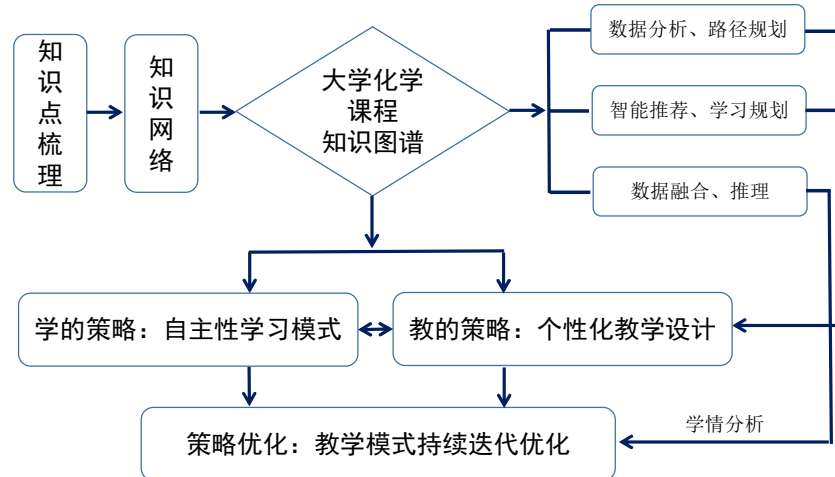 知识点梳理
知识网络
大学化学
课程
知识图谱
数据分析、路径规划
智能推荐、学习规划
数据融合、推理
学的策略：自主性学习模式
教的策略：个性化教学设计
学情分析
策略优化：教学模式持续迭代优化